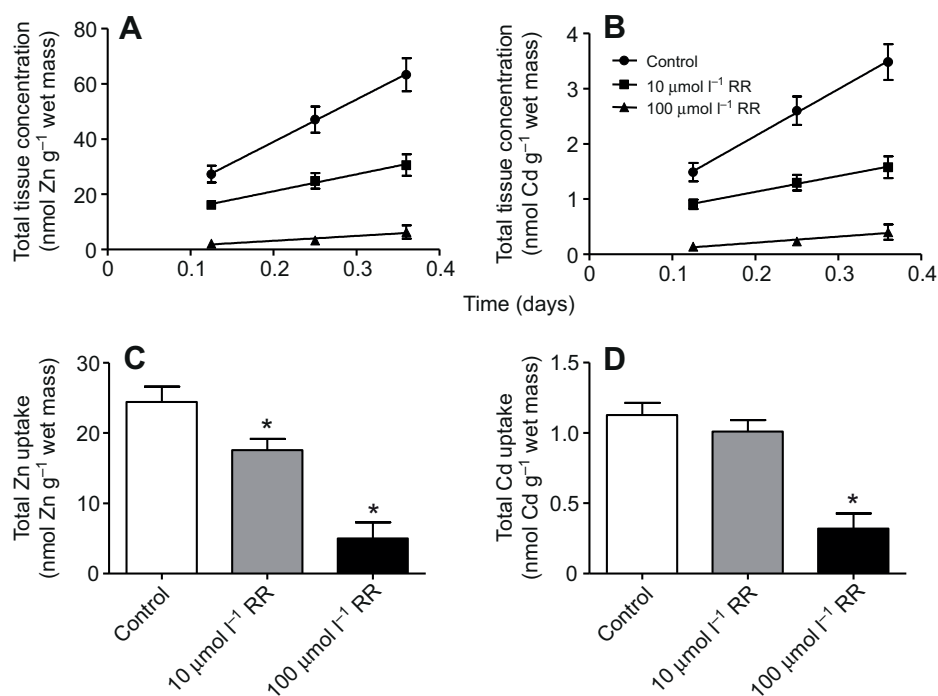 A
Total tissue concentration
(nmol Zn g⁻¹ wet mass)
80
60
40
20
0
0
0.1
0.2
0.3
0.4
B
Total tissue concentration
(nmol Cd g⁻¹ wet mass)
4
3
2
1
0
0
0.1
0.2
0.3
0.4
Control
10 μmol l⁻¹ RR
100 μmol l⁻¹ RR
Time (days)
C
Total Zn uptake
(nmol Zn g⁻¹ wet mass)
30
20
10
0
*
*
Control
10 μmol l⁻¹ RR
100 μmol l⁻¹ RR
D
Total Cd uptake
(nmol Cd g⁻¹ wet mass)
1.5
1.0
0.5
0
*
Control
10 μmol l⁻¹ RR
100 μmol l⁻¹ RR